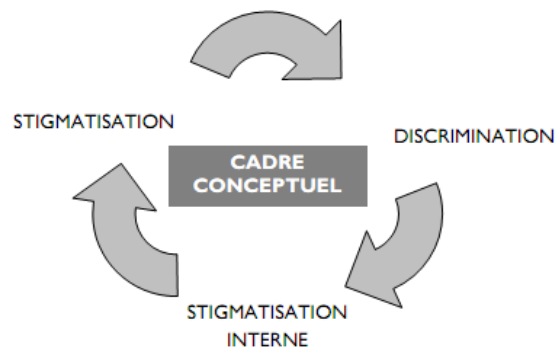 STIGMATISATION
DISCRIMINATION
CADRE
CONCEPTUEL
STIGMATISATION
INTERNE